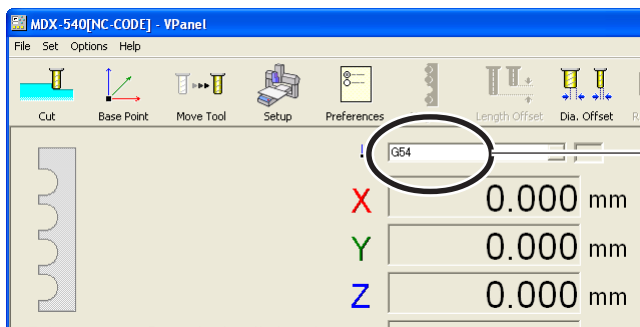 MDX-540[NC-CODE] - VPanel
File Set Options Help
Cut Base Point Move Tool Setup Preferences Length Offset Dia. Offset
G54
X 0.000 mm
Y 0.000 mm
Z 0.000 mm